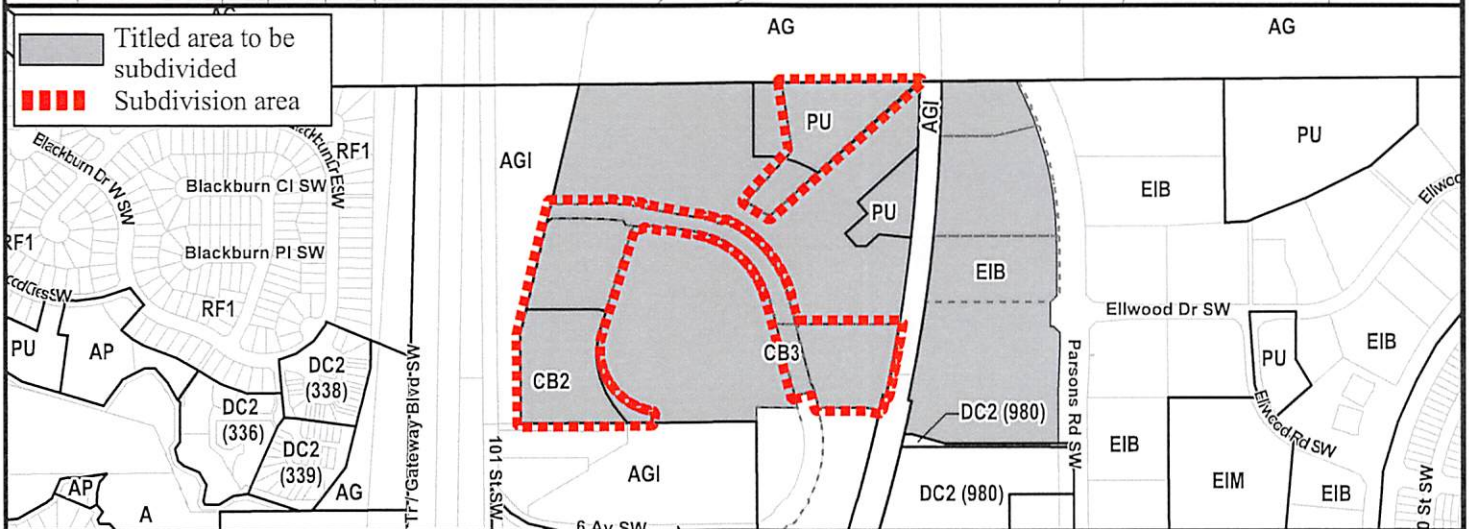 AG
Titled area to be
subdivided
Subdivision area
AG
AG
AGI
PU
AGI
PU
RF1
EIB
Blackburn Dr W SW
Blackburn Cl SW
PU
RF1
Blackburn Pl SW
EIB
RF1
Ellwood Dr SW
PU
AP
DC2
(338)
CB3
PU
EIB
CB2
DC2
(336)
DC2 (980)
Parsons Rd SW
Ellwood Rd SW
DC2
(339)
EIB
AP
AG
101 St SW
AGI
DC2 (980)
EIM
EIB
A
6 Av SW
Gateway Blvd SW